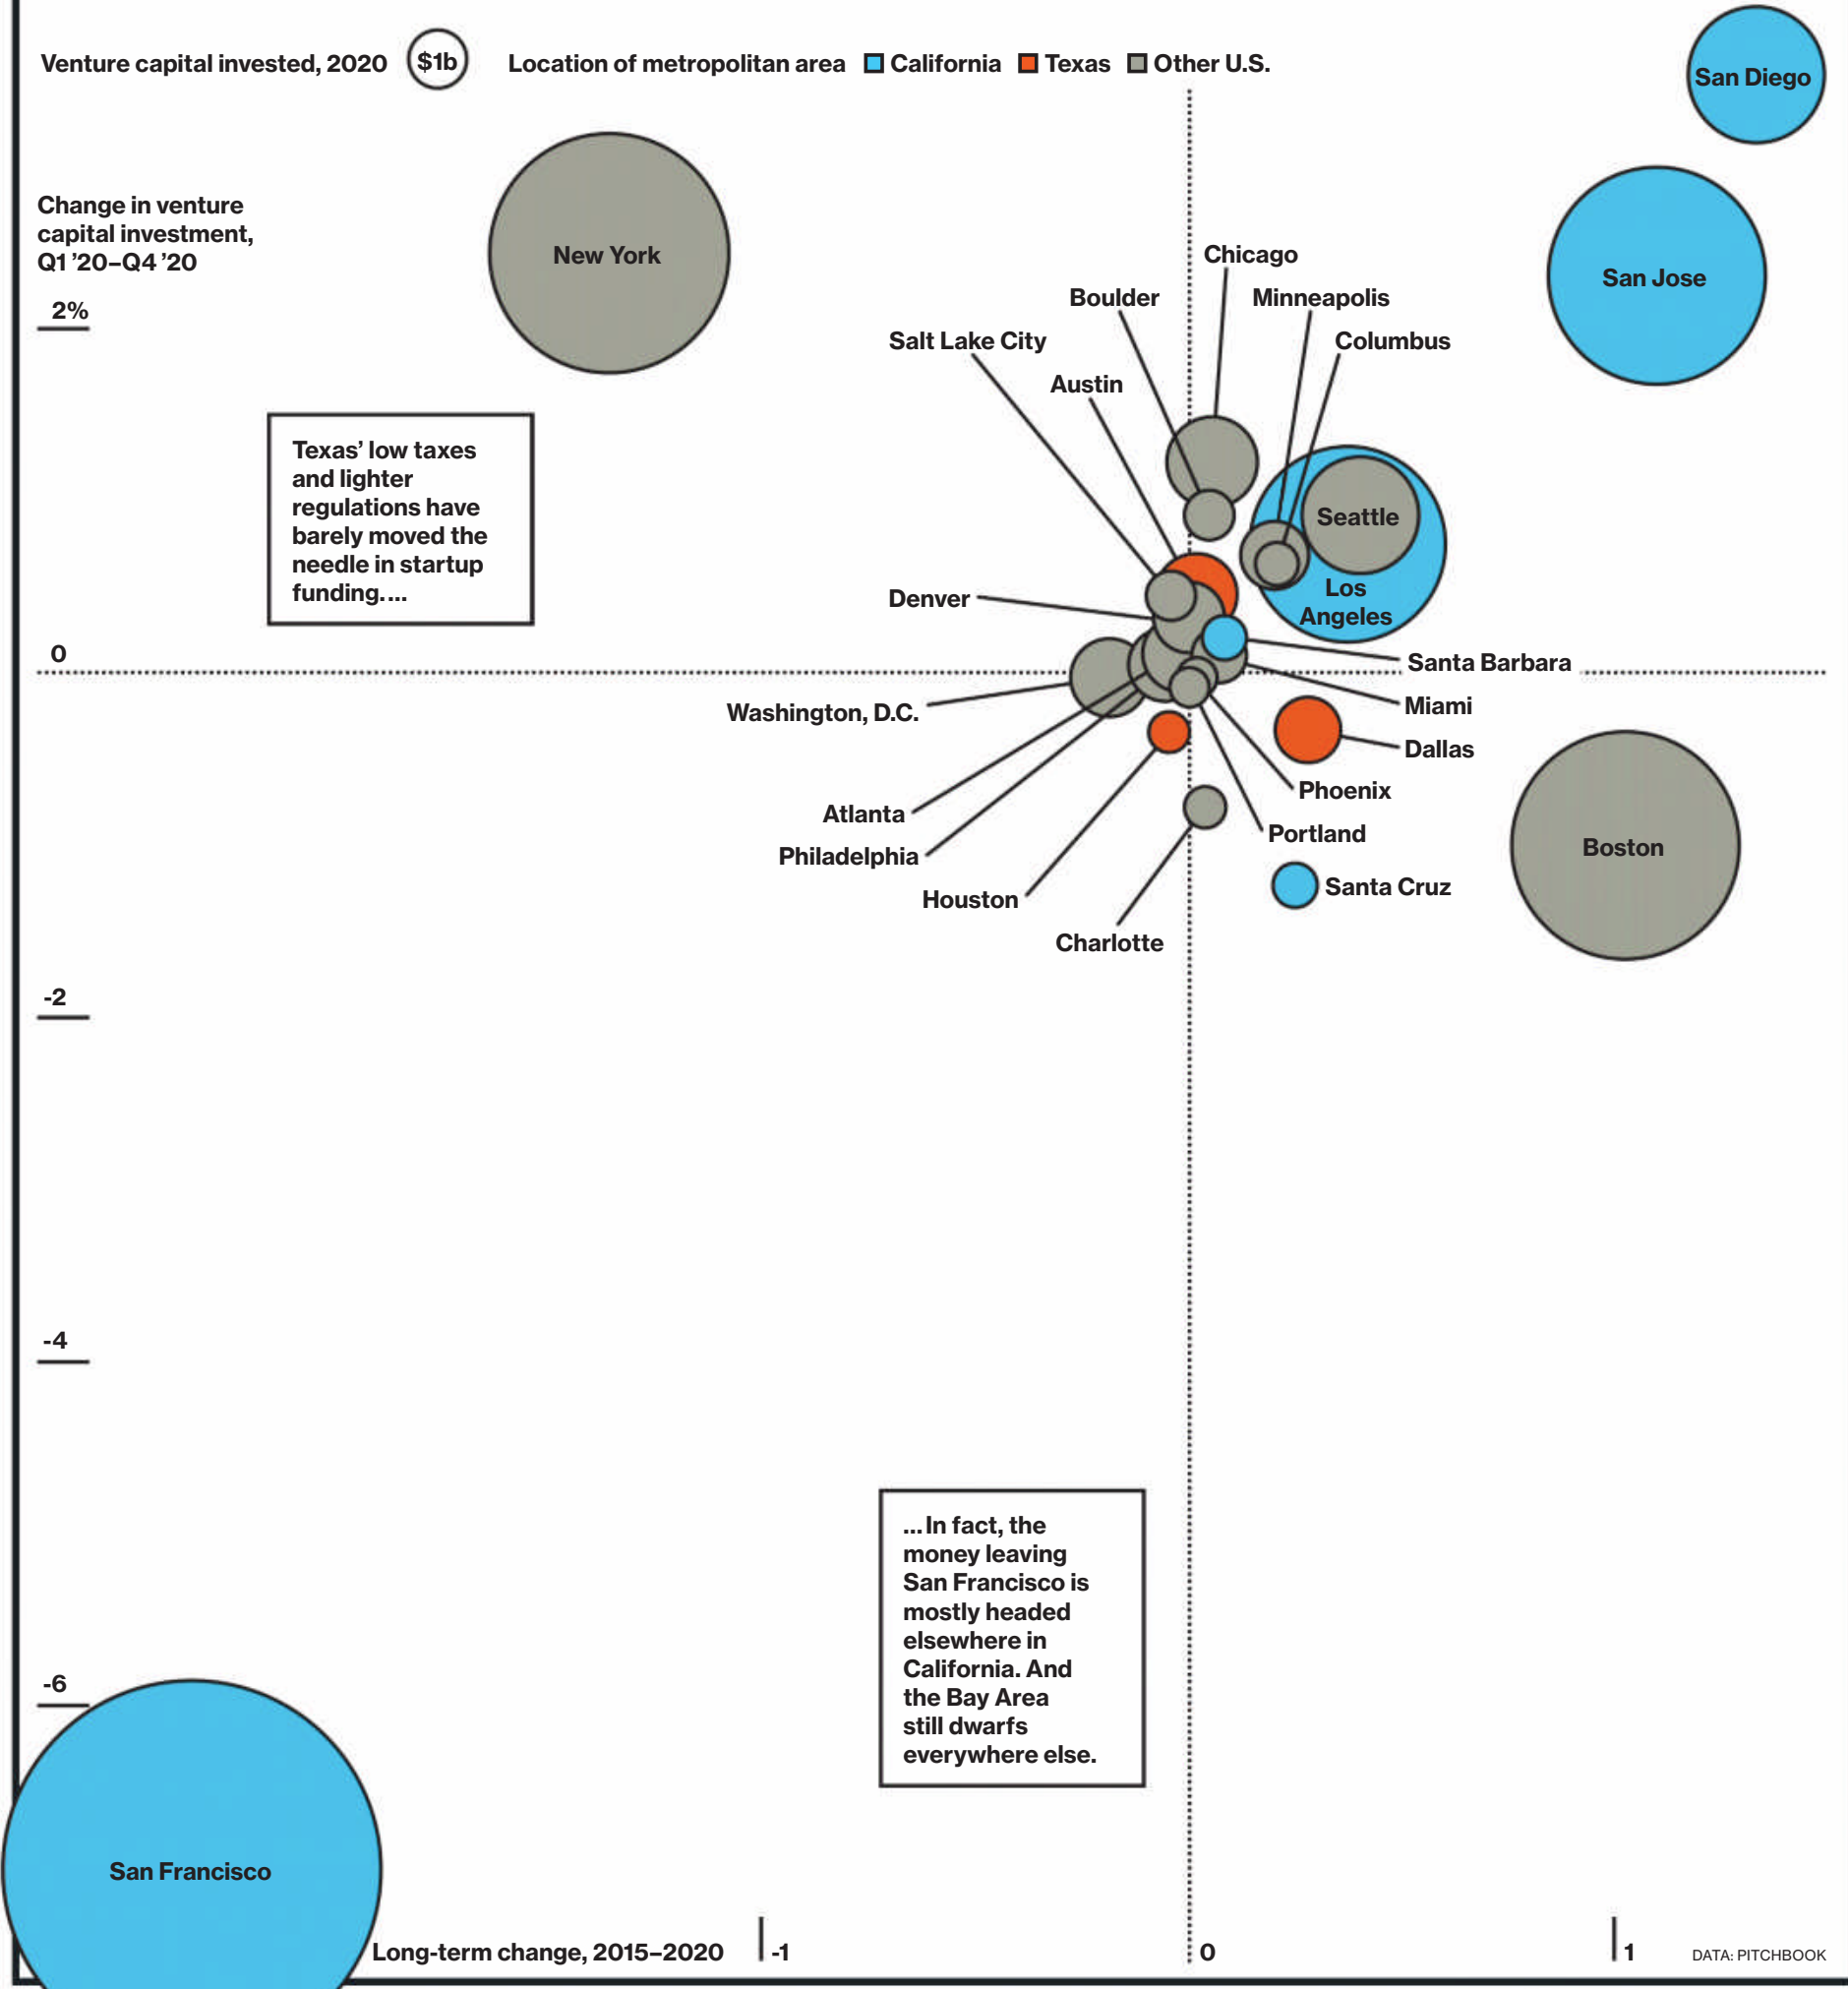 Venture capital invested, 2020 $1b Location of metropolitan area California Texas Other U.S.
San Diego
Change in venture
capital investment,
Q1 ’20–Q4 ’20
2%
New York
San Jose
Chicago
Boulder
Minneapolis
Salt Lake City
Columbus
Austin
Texas’ low taxes
and lighter
regulations have
barely moved the
needle in startup
funding....
Seattle
Los
Angeles
Denver
0
Santa Barbara
Washington, D.C.
Miami
Dallas
Phoenix
Atlanta
Portland
Philadelphia
Boston
Houston
Santa Cruz
Charlotte
-2
-4
...In fact, the
money leaving
San Francisco is
mostly headed
elsewhere in
California. And
the Bay Area
still dwarfs
everywhere else.
-6
San Francisco
Long-term change, 2015–2020
-1
0
1
DATA: PITCHBOOK